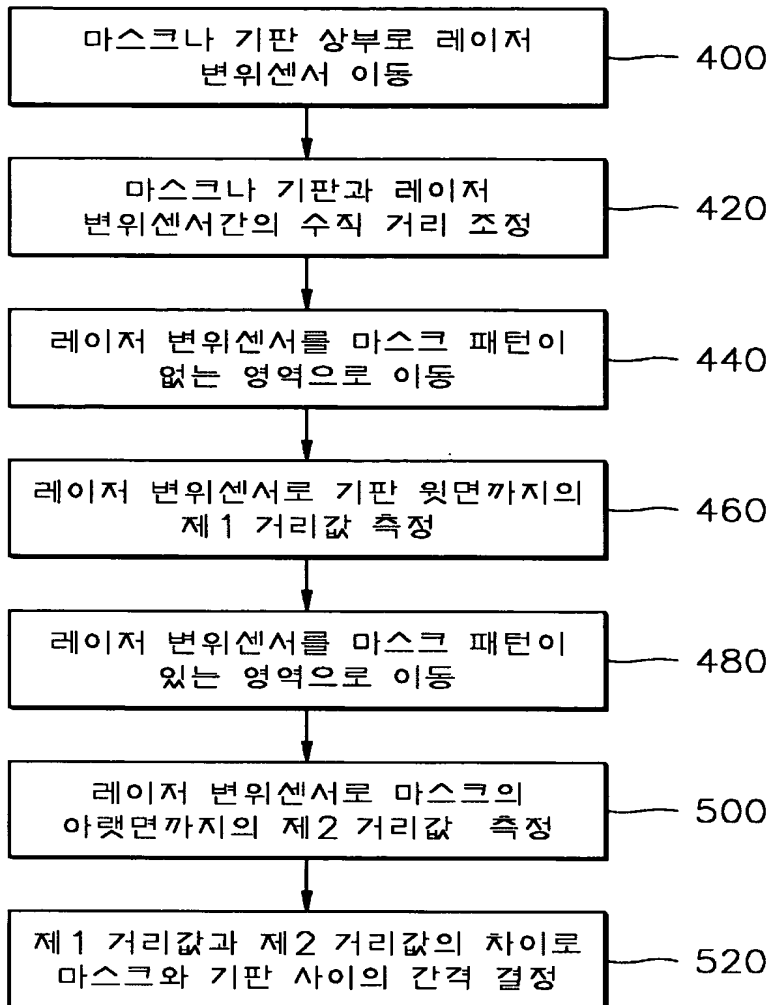 마스크나 기판 상부로 레이저
변위센서 이동
400
마스크나 기판과 레이저
변위센서간의 수직 거리 조정
420
레이저 변위센서를 마스크 패턴이
없는 영역으로 이동
440
레이저 변위센서로 기판 윗면까지의
제1 거리값 측정
460
레이저 변위센서를 마스크 패턴이
있는 영역으로 이동
480
레이저 변위센서로 마스크의
아랫면까지의 제2 거리값 측정
500
제1 거리값과 제2 거리값의 차이로
마스크와 기판 사이의 간격 결정
520